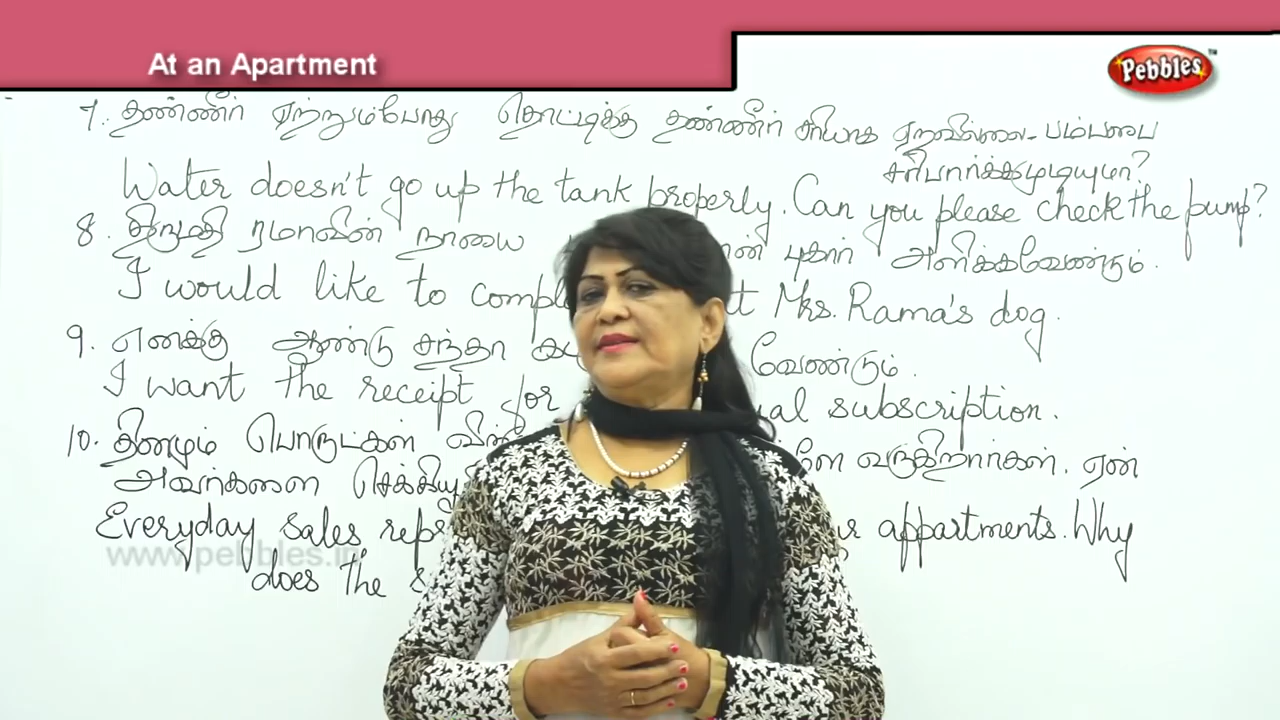 At an Apartment
Pebbles
TM
7. தண்ணீர் ஏற்றும்போது தொட்டிக்கு தண்ணீர் சரியாக ஏறவில்லை. பம்பபை
சரிபார்க்கமுடியுமா?
Water doesn't go up the tank properly. Can you please check the pump?
8. திருமதி ரமாவின் நாயை புகார் அளிக்கவேண்டும்.
I would like to Mrs. Rama's dog.
9. எனக்கு ஆண்டு சந்தா வேண்டும்.
I want the receipt for subscription.
10. தினமும் பொருட்கள் வருகிறார்கள். ஏன்
அவர்களை
Everyday sales appartments. Why
www.pebbles.in
does the